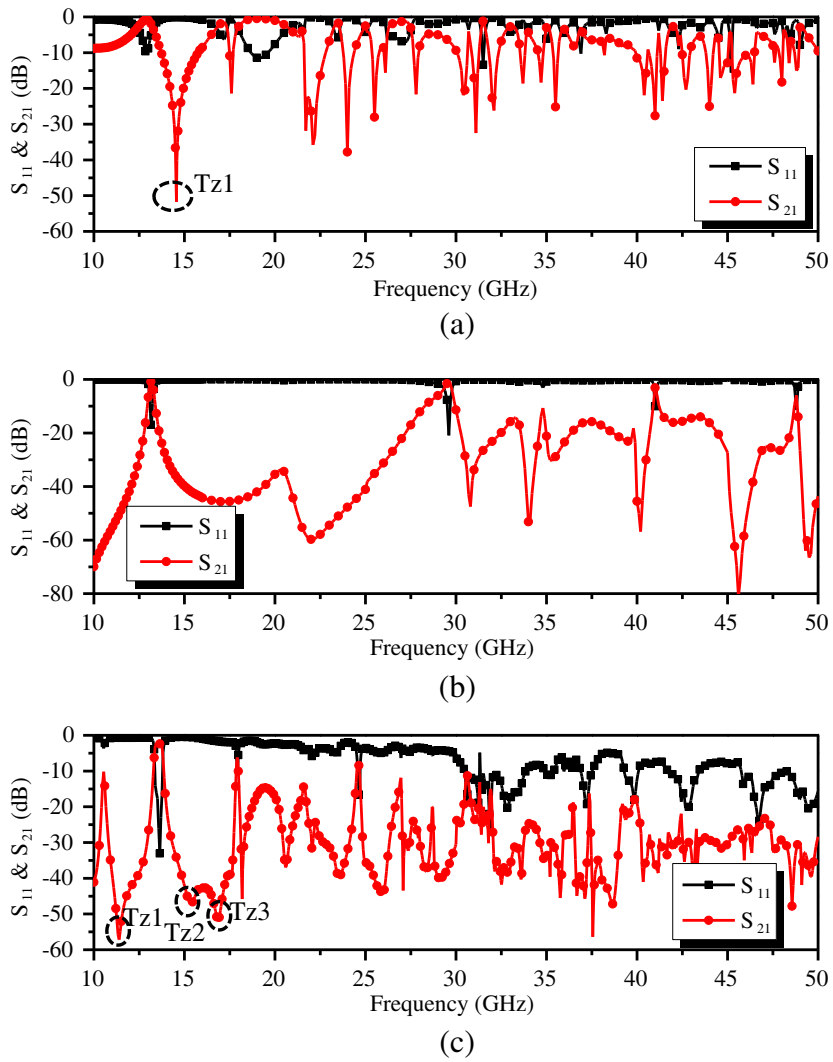 0
-10
-20
-30
-40
-50
-60
S11 & S21 (dB)
Tz1
S11
S21
10 15 20 25 30 35 40 45 50
Frequency (GHz)
(a)
0
-20
-40
-60
-80
S11 & S21 (dB)
S11
S21
10 15 20 25 30 35 40 45 50
Frequency (GHz)
(b)
0
-10
-20
-30
-40
-50
-60
S11 & S21 (dB)
Tz1
Tz2
Tz3
S11
S21
10 15 20 25 30 35 40 45 50
Frequency (GHz)
(c)